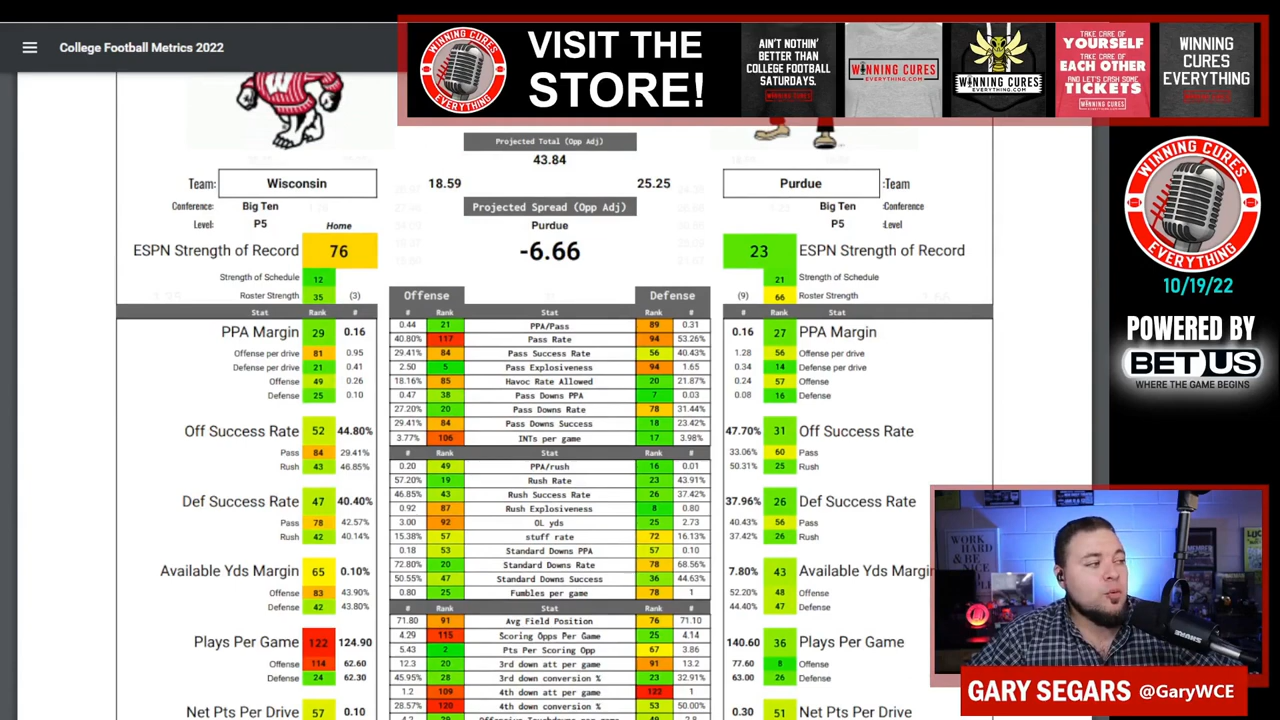 College Football Metrics 2022
WINNING CURES EVERYTHING
VISIT THE
STORE!
AIN'T NOTHIN'
BETTER THAN
COLLEGE FOOTBALL
SATURDAYS.
WINNING CURES
WINNING CURES
TAKE CARE OF
YOURSELF
TAKE CARE OF
EACH OTHER
AND LET'S CASH SOME
TICKETS
WINNING
CURES
EVERYTHING
Projected Total (Opp Adj)
43.84
Team: Wisconsin 18.59 25.25 Purdue :Team
Conference: Big Ten Projected Spread (Opp Adj) Big Ten :Conference
Level: P5 Home Purdue P5 :Level
ESPN Strength of Record 76 -6.66 23 ESPN Strength of Record
Strength of Schedule 12 21 Strength of Schedule
Roster Strength 35 (3) Offense Defense (9) 66 Roster Strength
Stat Rank # # Rank Stat Rank # # Rank Stat
PPA Margin 29 0.16 0.16 27 PPA Margin
Offense per drive 81 0.95 1.28 56 Offense per drive
Defense per drive 21 0.41 0.34 14 Defense per drive
Offense 49 0.26 0.24 57 Offense
Defense 25 0.10 0.08 16 Defense
Off Success Rate 52 44.80% 47.70% 31 Off Success Rate
Pass 84 29.41% 33.06% 60 Pass
Rush 43 46.85% 50.31% 25 Rush
Def Success Rate 47 40.40% 37.96% 26 Def Success Rate
Pass 78 42.57% 40.43% 56 Pass
Rush 42 40.14% 37.42% 26 Rush
Available Yds Margin 65 0.10% 7.80% 43 Available Yds Margin
Offense 83 43.90% 52.20% 48 Offense
Defense 42 43.80% 44.40% 47 Defense
Plays Per Game 122 124.90 140.60 36 Plays Per Game
Offense 114 62.60 77.60 8 Offense
Defense 24 62.30 63.00 26 Defense
Net Pts Per Drive 57 0.10 0.30 51 Net Pts Per Drive
0.44 21 PPA/Pass 89 0.31
40.80% 117 Pass Rate 94 53.26%
29.41% 84 Pass Success Rate 56 40.43%
2.50 5 Pass Explosiveness 94 1.65
18.16% 85 Havoc Rate Allowed 20 21.87%
0.47 38 Pass Downs PPA 7 0.03
27.20% 20 Pass Downs Rate 78 31.44%
29.41% 84 Pass Downs Success 18 23.42%
3.77% 106 INTs per game 17 3.98%
# Rank Stat Rank #
0.20 49 PPA/rush 16 0.01
57.20% 19 Rush Rate 23 43.91%
46.85% 43 Rush Success Rate 26 37.42%
0.92 87 Rush Explosiveness 8 0.80
3.00 92 OL yds 25 2.73
15.38% 57 stuff rate 72 16.13%
0.18 53 Standard Downs PPA 57 0.10
72.80% 20 Standard Downs Rate 78 68.56%
50.55% 47 Standard Downs Success 36 44.63%
0.80 25 Fumbles per game 78 1
# Rank Stat Rank #
71.80 91 Avg Field Position 76 71.10
4.29 115 Scoring Opps Per Game 25 4.14
5.43 2 Pts Per Scoring Opp 67 3.86
12.3 20 3rd down att per game 91 13.2
45.95% 28 3rd down conversion % 23 32.91%
1.2 109 4th down att per game 122 1
28.57% 120 4th down conversion % 53 50.00%
WINNING CURES EVERYTHING
10/19/22
POWERED BY
BETUS
WHERE THE GAME BEGINS
WORK
HARD &
GARY SEGARS @GaryWCE